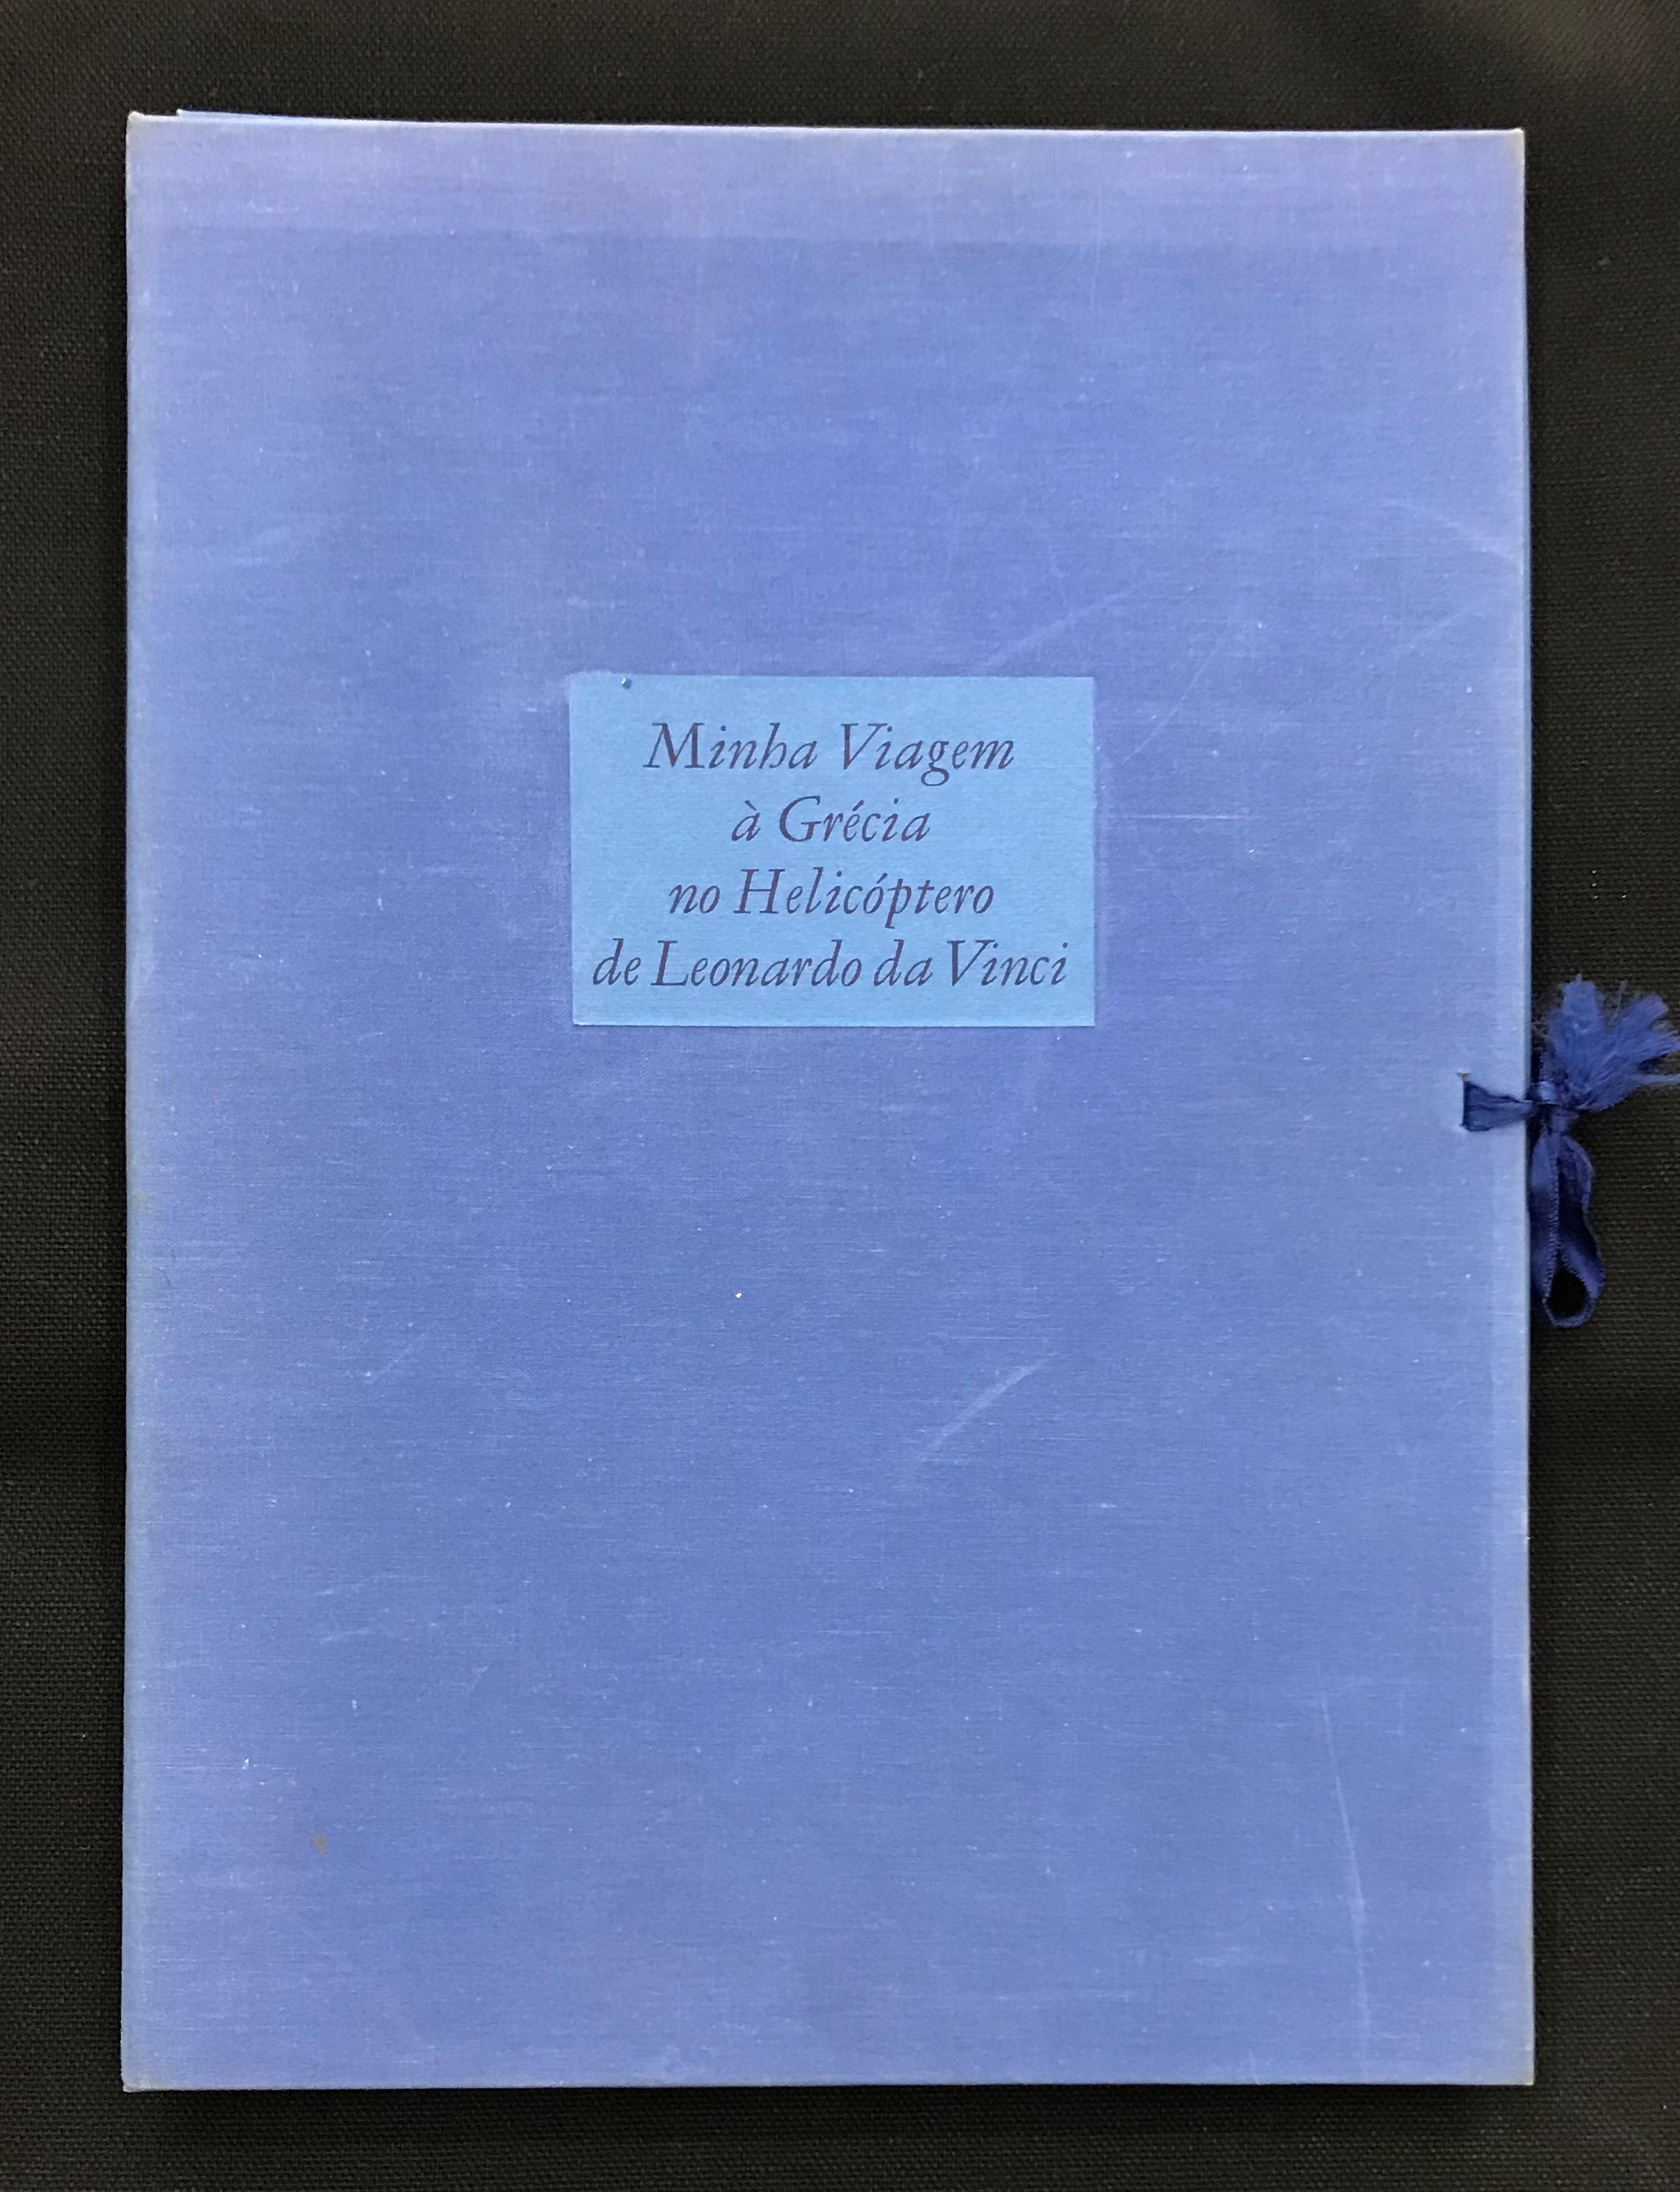 Minha Viagem
à Grécia
no Helicóptero
de Leonardo da Vinci